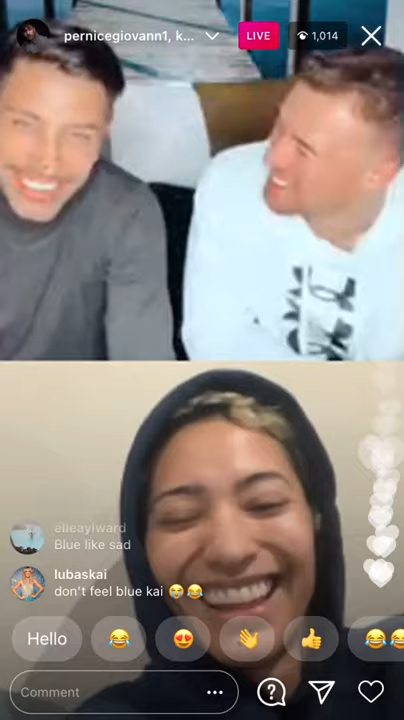 pernicegiovann1, k...
LIVE
1,014
elleaylward
Blue like sad
lubaskai
don't feel blue kai 😭😂
Hello
Comment